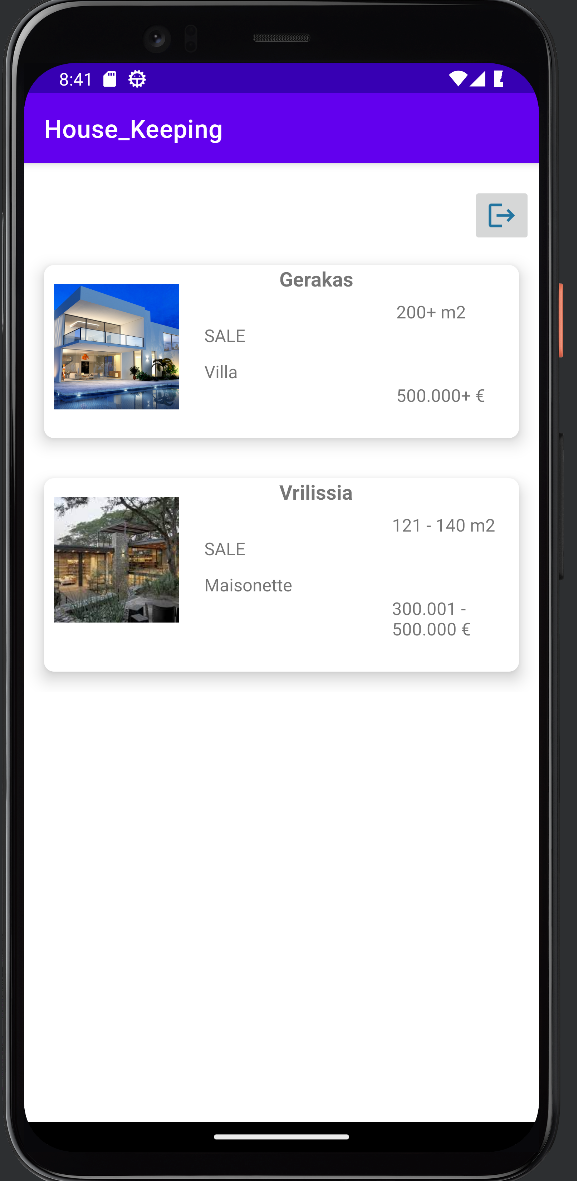 8:41
House_Keeping
Gerakas
200+ m2
SALE
Villa
500.000+ €
Vrilissia
121 - 140 m2
SALE
Maisonette
300.001 -
500.000 €